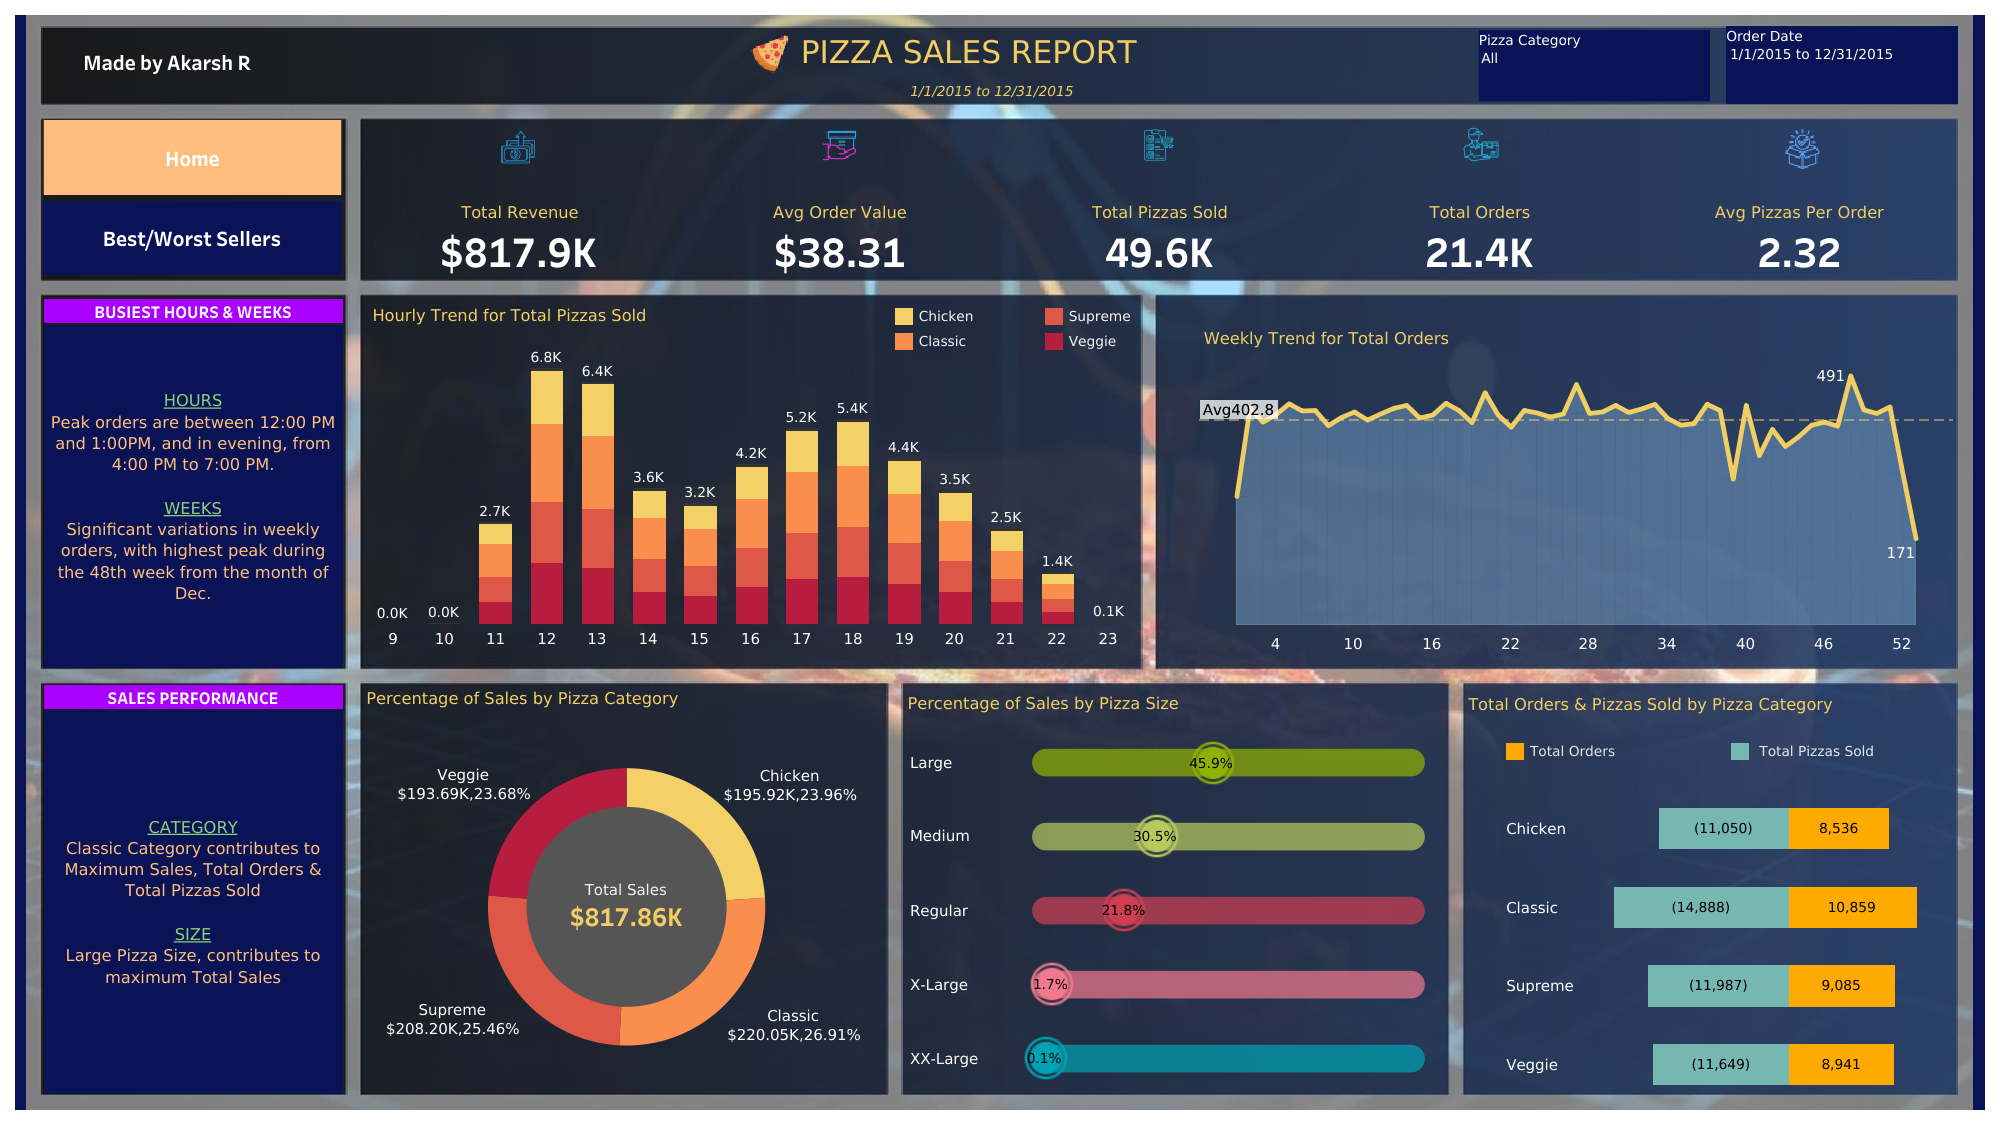 Made by Akarsh R
PIZZA SALES REPORT
1/1/2015 to 12/31/2015
Pizza Category
All
Order Date
1/1/2015 to 12/31/2015
Home
Best/Worst Sellers
Total Revenue
$817.9K
Avg Order Value
$38.31
Total Pizzas Sold
49.6K
Total Orders
21.4K
Avg Pizzas Per Order
2.32
BUSIEST HOURS & WEEKS
HOURS
Peak orders are between 12:00 PM
and 1:00PM, and in evening, from
4:00 PM to 7:00 PM.
WEEKS
Significant variations in weekly
orders, with highest peak during
the 48th week from the month of
Dec.
Hourly Trend for Total Pizzas Sold
Chicken
Supreme
Classic
Veggie
0.0K 0.0K 2.7K 6.8K 6.4K 3.6K 3.2K 4.2K 5.2K 5.4K 4.4K 3.5K 2.5K 1.4K 0.1K
9 10 11 12 13 14 15 16 17 18 19 20 21 22 23
Weekly Trend for Total Orders
491
Avg402.8
171
4 10 16 22 28 34 40 46 52
SALES PERFORMANCE
CATEGORY
Classic Category contributes to
Maximum Sales, Total Orders &
Total Pizzas Sold
SIZE
Large Pizza Size, contributes to
maximum Total Sales
Percentage of Sales by Pizza Category
Veggie
$193.69K,23.68%
Chicken
$195.92K,23.96%
Total Sales
$817.86K
Supreme
$208.20K,25.46%
Classic
$220.05K,26.91%
Percentage of Sales by Pizza Size
Large 45.9%
Medium 30.5%
Regular 21.8%
X-Large 1.7%
XX-Large 0.1%
Total Orders & Pizzas Sold by Pizza Category
Total Orders
Total Pizzas Sold
Chicken (11,050) 8,536
Classic (14,888) 10,859
Supreme (11,987) 9,085
Veggie (11,649) 8,941